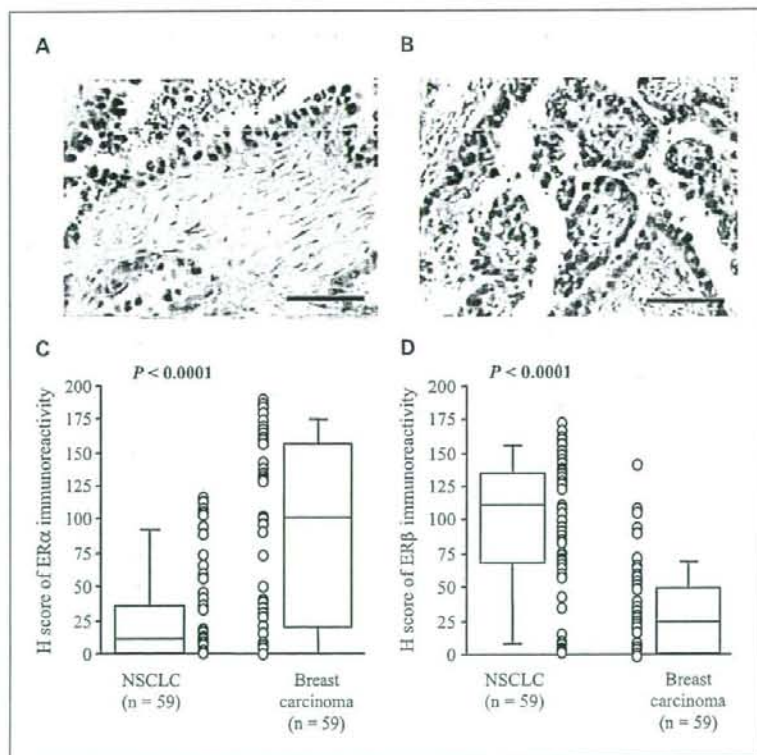 A
B
C
P < 0.0001
H score of ERα immunoreactivity
200
175
150
125
100
75
50
25
0
NSCLC
(n = 59)
Breast
carcinoma
(n = 59)
D
P < 0.0001
H score of ERβ immunoreactivity
200
175
150
125
100
75
50
25
0
NSCLC
(n = 59)
Breast
carcinoma
(n = 59)